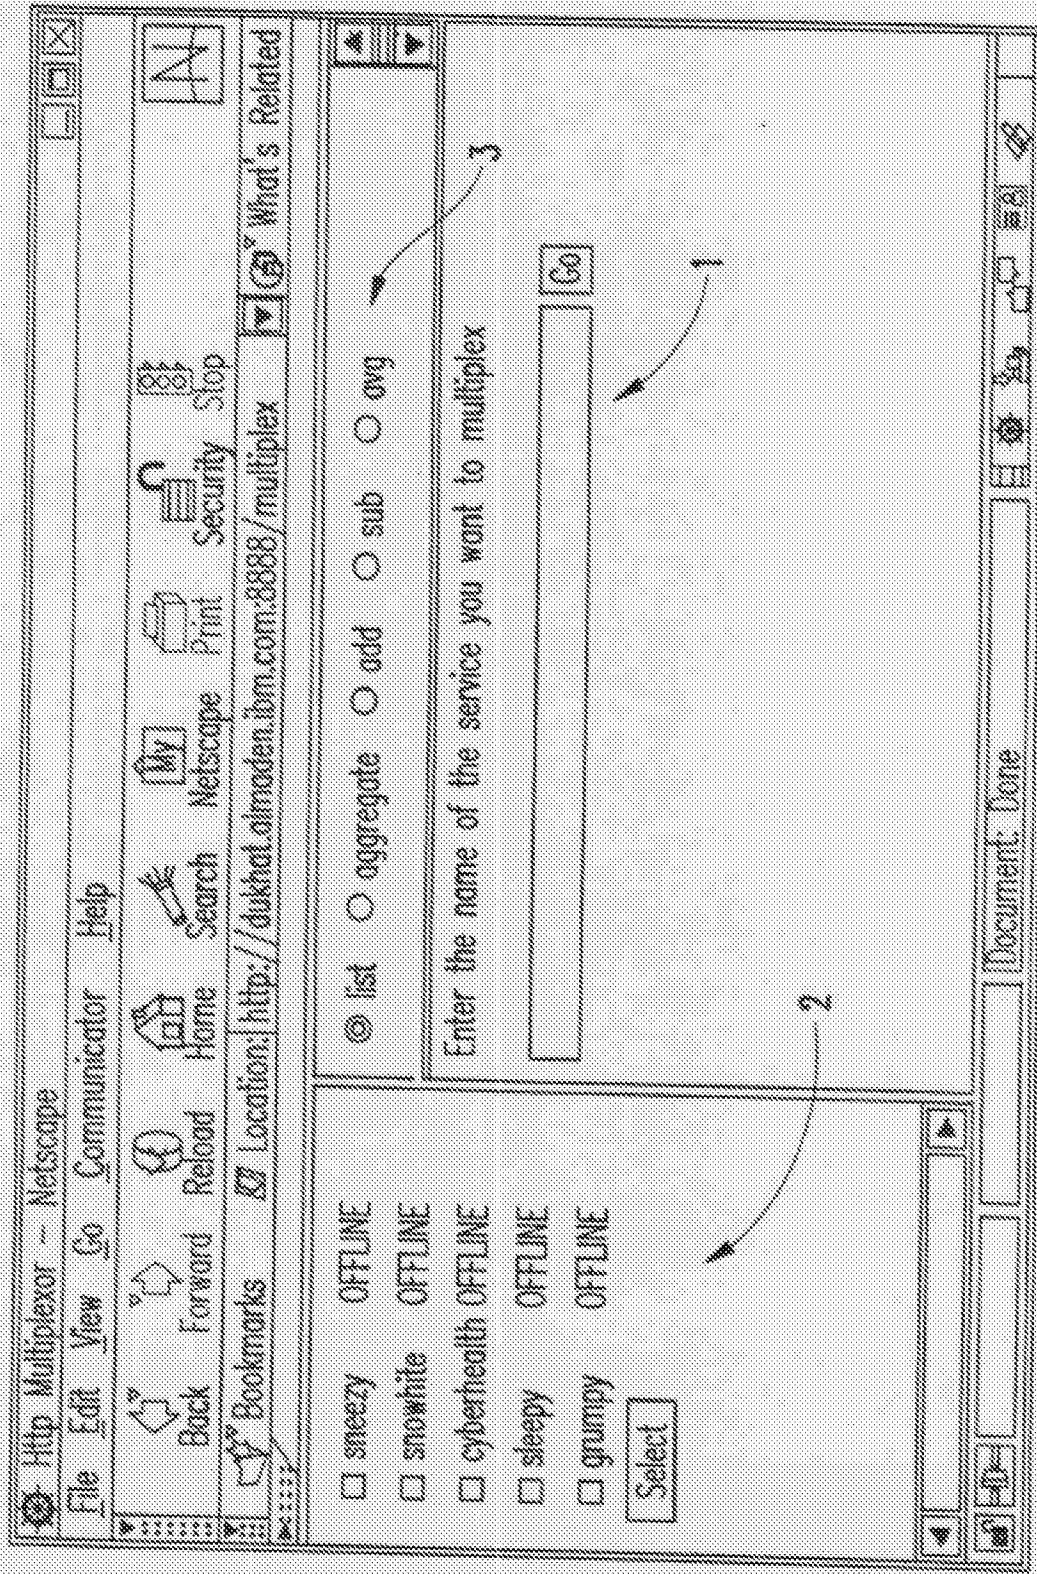 Http Multiplexor -- Netscape
File Edit View Go Communicator Help
Back Forward Reload Home Search Netscape Print Security Stop
My
N
Bookmarks Location: http://dukhat.almaden.ibm.com:8888/multiplex What's Related
sneezy OFFLINE
snowhite OFFLINE
cyberhealth OFFLINE
sleepy OFFLINE
grumpy OFFLINE
Select
2
list aggregate add sub avg
3
Enter the name of the service you want to multiplex
Go
1
Document: Done